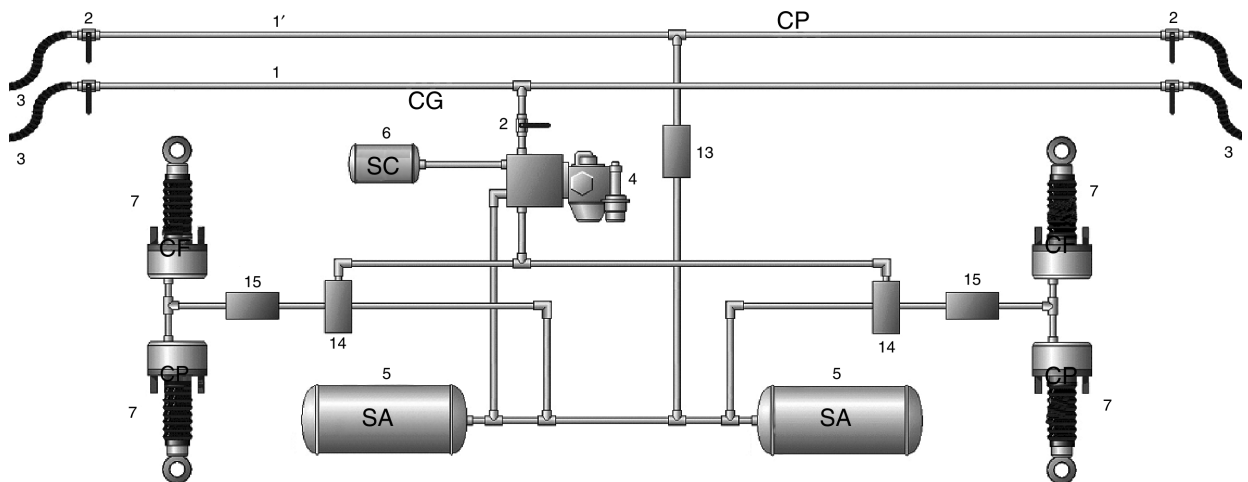 2 1′ CP 2
1
3 CG
2
6
3 SC 13 3
4
7 7
CF CF
15 15
14 14
5 5
CP CP
7 SA SA 7